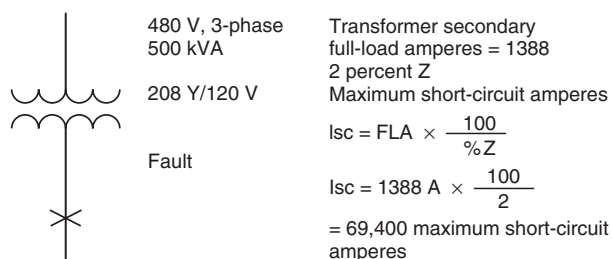 480 V, 3-phase
500 kVA
208 Y/120 V
Fault
Transformer secondary
full-load amperes = 1388
2 percent Z
Maximum short-circuit amperes
Isc = FLA × 100
%Z
Isc = 1388 A × 100
2
= 69,400 maximum short-circuit
amperes